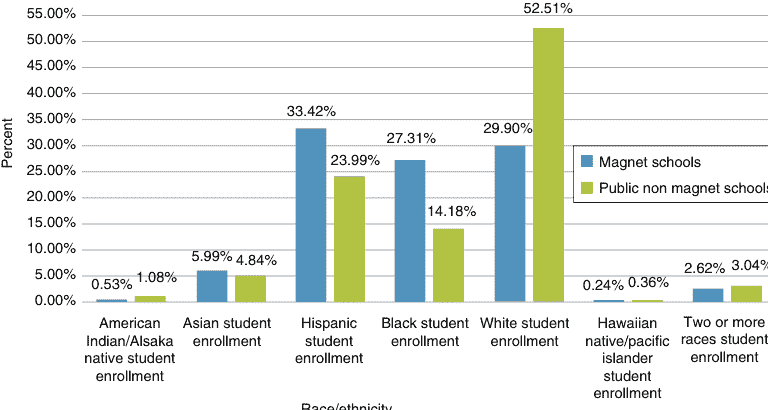 55.00%
50.00%
45.00%
40.00%
35.00%
30.00%
25.00%
20.00%
15.00%
10.00%
5.00%
0.00%
Percent
0.53%
1.08%
5.99%
4.84%
33.42%
23.99%
27.31%
14.18%
29.90%
52.51%
0.24%
0.36%
2.62%
3.04%
Magnet schools
Public non magnet schools
American
Indian/Alsaka
native student
enrollment
Asian student
enrollment
Hispanic
student
enrollment
Black student
enrollment
White student
enrollment
Hawaiian
native/pacific
islander
student
enrollment
Two or more
races student
enrollment
Race/ethnicity